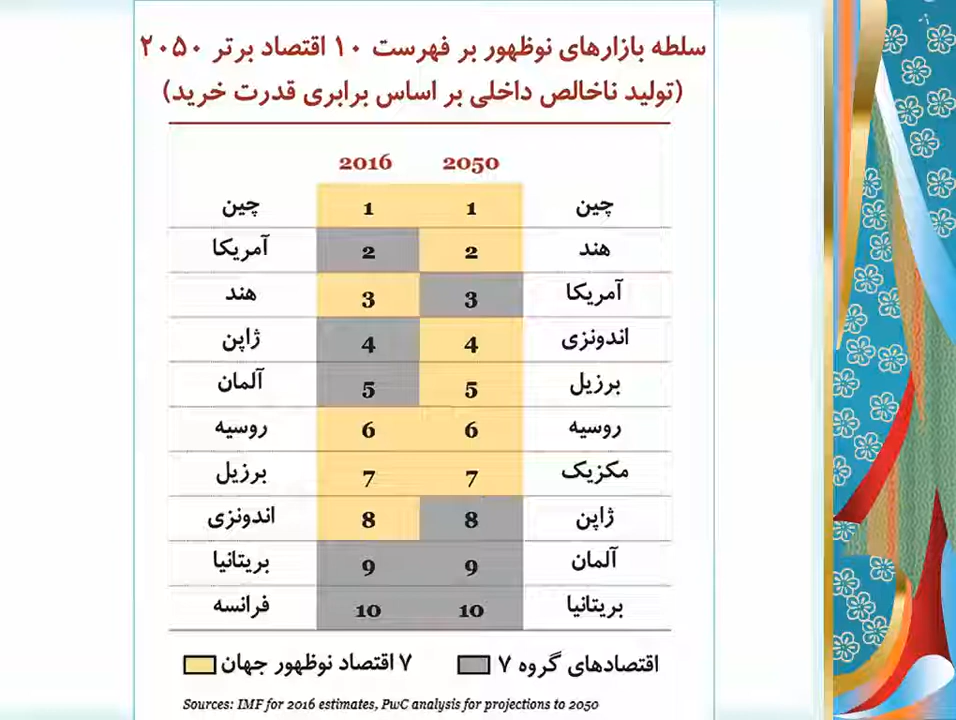 سلطه بازارهای نوظهور بر فهرست ۱۰ اقتصاد برتر ۲۰۵۰
(تولید ناخالص داخلی بر اساس برابری قدرت خرید)
2016 2050
چین 1 1 چین
آمریکا 2 2 هند
هند 3 3 آمریکا
ژاپن 4 4 اندونزی
آلمان 5 5 برزیل
روسیه 6 6 روسیه
برزیل 7 7 مکزیک
اندونزی 8 8 ژاپن
بریتانیا 9 9 آلمان
فرانسه 10 10 بریتانیا
اقتصادهای گروه ۷ ۷ اقتصاد نوظهور جهان
Sources: IMF for 2016 estimates, PwC analysis for projections to 2050